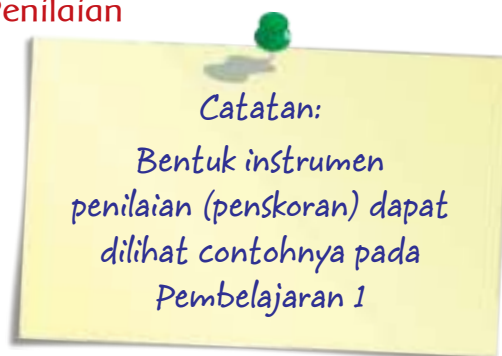 Penilaian
Catatan:
Bentuk instrumen
penilaian (penskoran) dapat
dilihat contohnya pada
Pembelajaran 1